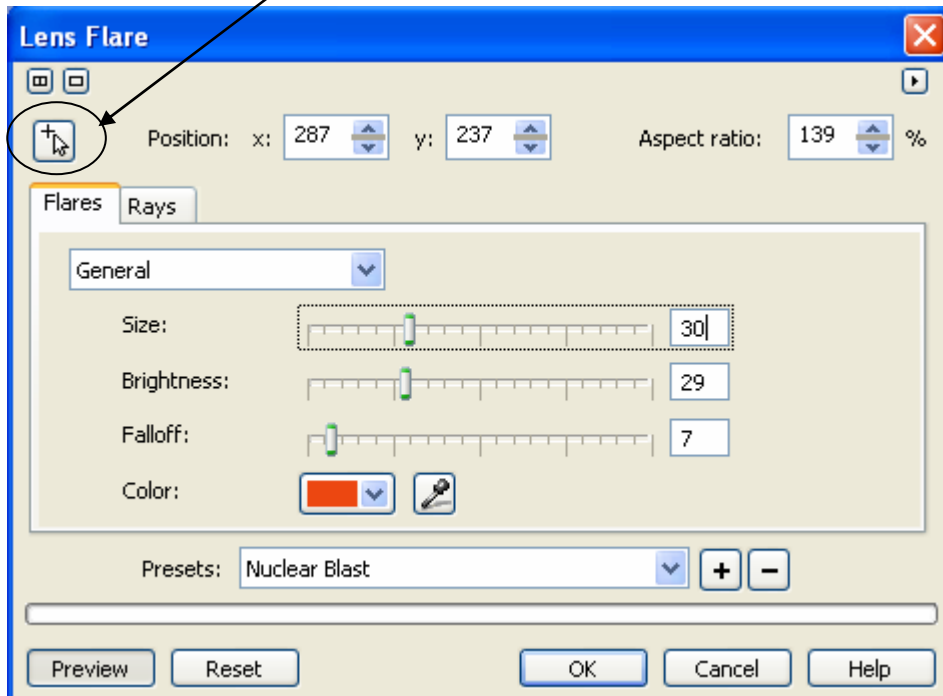 Lens Flare
Position: x: 287 y: 237 Aspect ratio: 139 %
Flares Rays
General
Size: 30
Brightness: 29
Falloff: 7
Color:
Presets: Nuclear Blast + −
Preview Reset OK Cancel Help